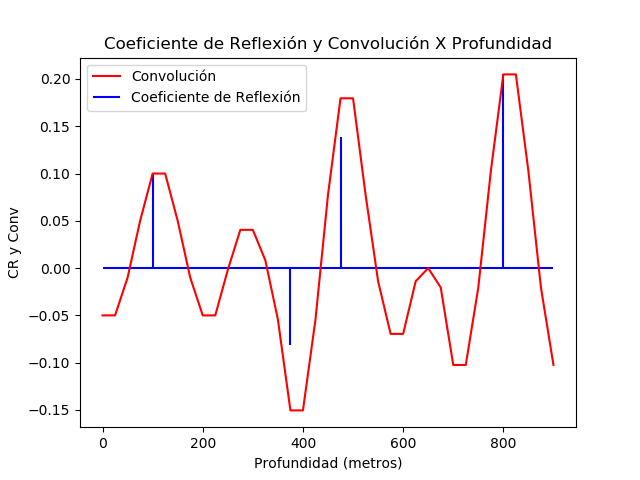 Coeficiente de Reflexión y Convolución X Profundidad
Convolución
Coeficiente de Reflexión
0.20
0.15
0.10
0.05
0.00
−0.05
−0.10
−0.15
CR y Conv
0 200 400 600 800
Profundidad (metros)